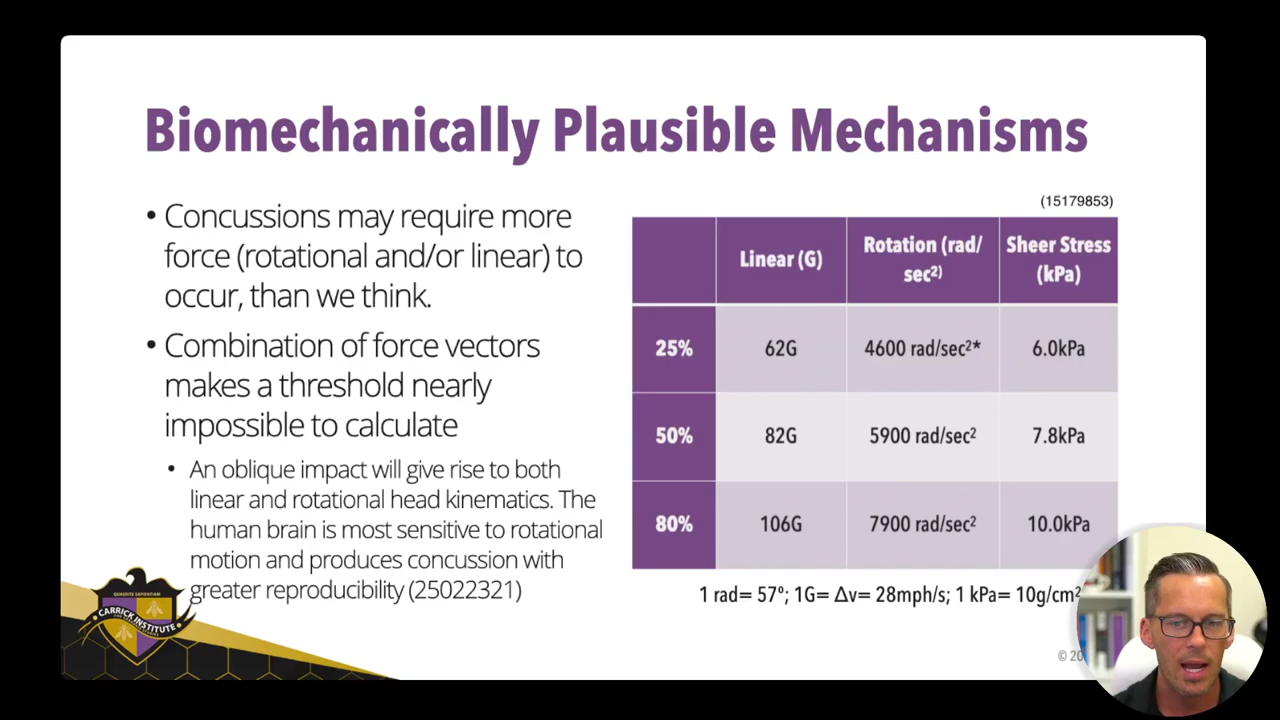 Biomechanically Plausible Mechanisms
• Concussions may require more
force (rotational and/or linear) to
occur, than we think.
• Combination of force vectors
makes a threshold nearly
impossible to calculate
• An oblique impact will give rise to both
linear and rotational head kinematics. The
human brain is most sensitive to rotational
motion and produces concussion with
greater reproducibility (25022321)
(15179853)
Linear (G)
Rotation (rad/
sec²)
Sheer Stress
(kPa)
25%
62G
4600 rad/sec²*
6.0kPa
50%
82G
5900 rad/sec²
7.8kPa
80%
106G
7900 rad/sec²
10.0kPa
1 rad= 57º; 1G= Δv= 28mph/s; 1 kPa= 10g/cm²
QUAERITE SAPIENTIAM
CARRICK INSTITUTE
© 20